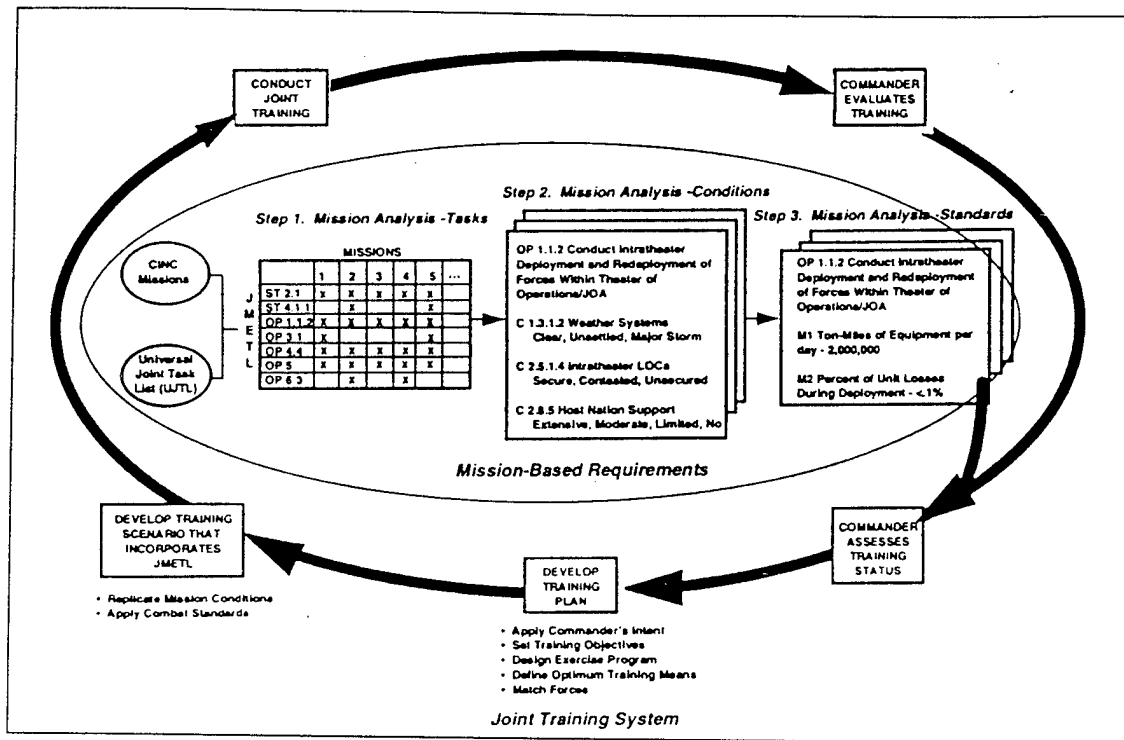 CONDUCT
JOINT
TRAINING
COMMANDER
EVALUATES
TRAINING
Step 1. Mission Analysis -Tasks
Step 2. Mission Analysis -Conditions
Step 3. Mission Analysis -Standards
CINC
Missions
Universal
Joint Task
List (UJTL)
J
M
E
T
L
MISSIONS
1 2 3 4 5 ...
ST 2.1 X X X X X
ST 4.1.1 X X
OP 1.1.2 X X X X X
OP 3.1 X X
OP 4.4 X X X X X
OP 5 X X X X X
OP 6.3 X X
OP 1.1.2 Conduct Intratheater
Deployment and Redeployment of
Forces Within Theater of
Operations/JOA
C 1.3.1.2 Weather Systems
Clear, Unsettled, Major Storm
C 2.5.1.4 Intratheater LOCs
Secure, Contested, Unsecured
C 2.8.5 Host Nation Support
Extensive, Moderate, Limited, No
OP 1.1.2 Conduct Intratheater
Deployment and Redeployment
of Forces Within Theater of
Operations/JOA
M1 Ton-Miles of Equipment per
day - 2,000,000
M2 Percent of Unit Losses
During Deployment - <1%
Mission-Based Requirements
DEVELOP TRAINING
SCENARIO THAT
INCORPORATES
JMETL
• Replicate Mission Conditions
• Apply Combat Standards
DEVELOP
TRAINING
PLAN
• Apply Commander's Intent
• Set Training Objectives
• Design Exercise Program
• Define Optimum Training Means
• Match Forces
COMMANDER
ASSESSES
TRAINING
STATUS
Joint Training System